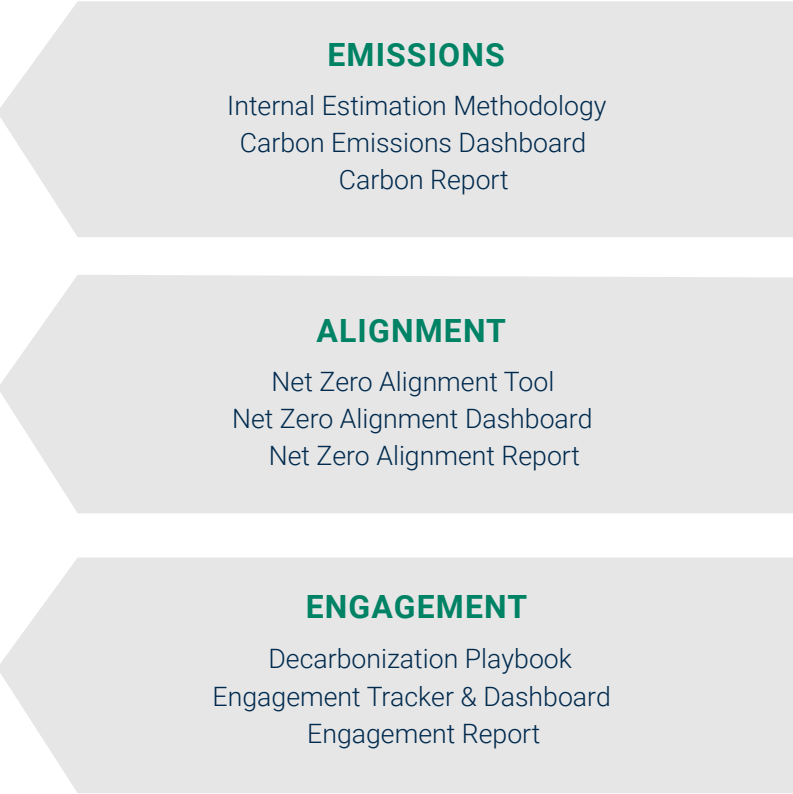 EMISSIONS
Internal Estimation Methodology
Carbon Emissions Dashboard
Carbon Report
ALIGNMENT
Net Zero Alignment Tool
Net Zero Alignment Dashboard
Net Zero Alignment Report
ENGAGEMENT
Decarbonization Playbook
Engagement Tracker & Dashboard
Engagement Report